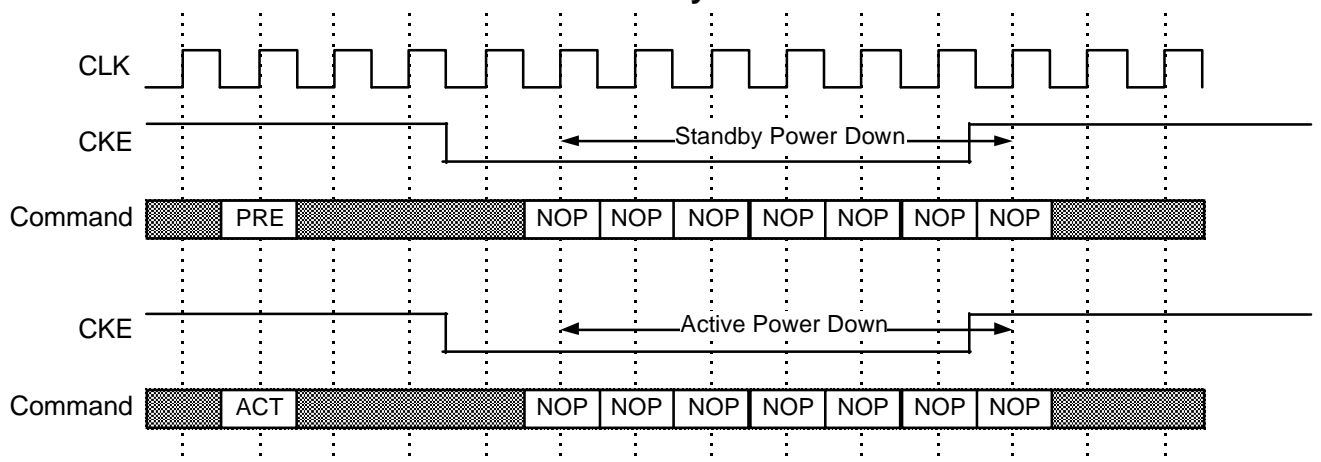 CLK
CKE
Standby Power Down
Command
PRE
NOP NOP NOP NOP NOP NOP NOP
CKE
Active Power Down
Command
ACT
NOP NOP NOP NOP NOP NOP NOP